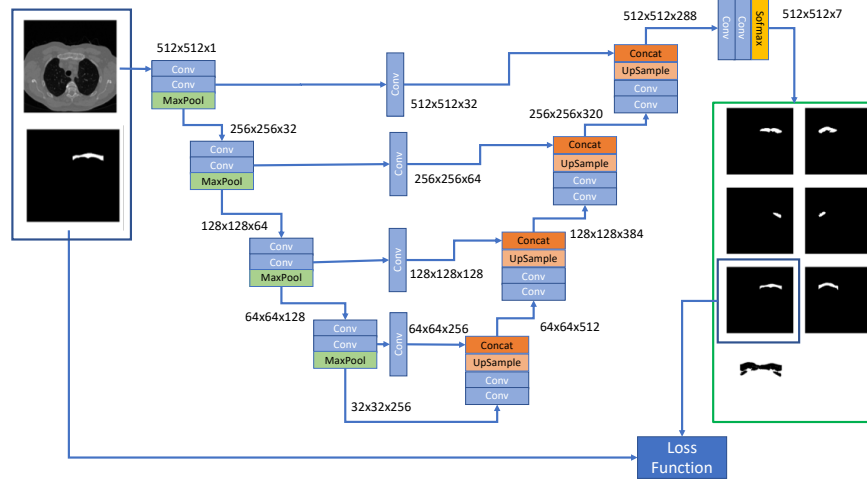 512x512x1
Conv
Conv
MaxPool
256x256x32
Conv
Conv
MaxPool
128x128x64
Conv
Conv
MaxPool
64x64x128
Conv
Conv
MaxPool
32x32x256
Conv
512x512x32
Conv
256x256x64
Conv
128x128x128
Conv
64x64x256
Concat
UpSample
Conv
Conv
64x64x512
Concat
UpSample
Conv
Conv
128x128x384
Concat
UpSample
Conv
Conv
256x256x320
Concat
UpSample
Conv
Conv
512x512x288
Conv
Conv
Sofmax
512x512x7
Loss
Function